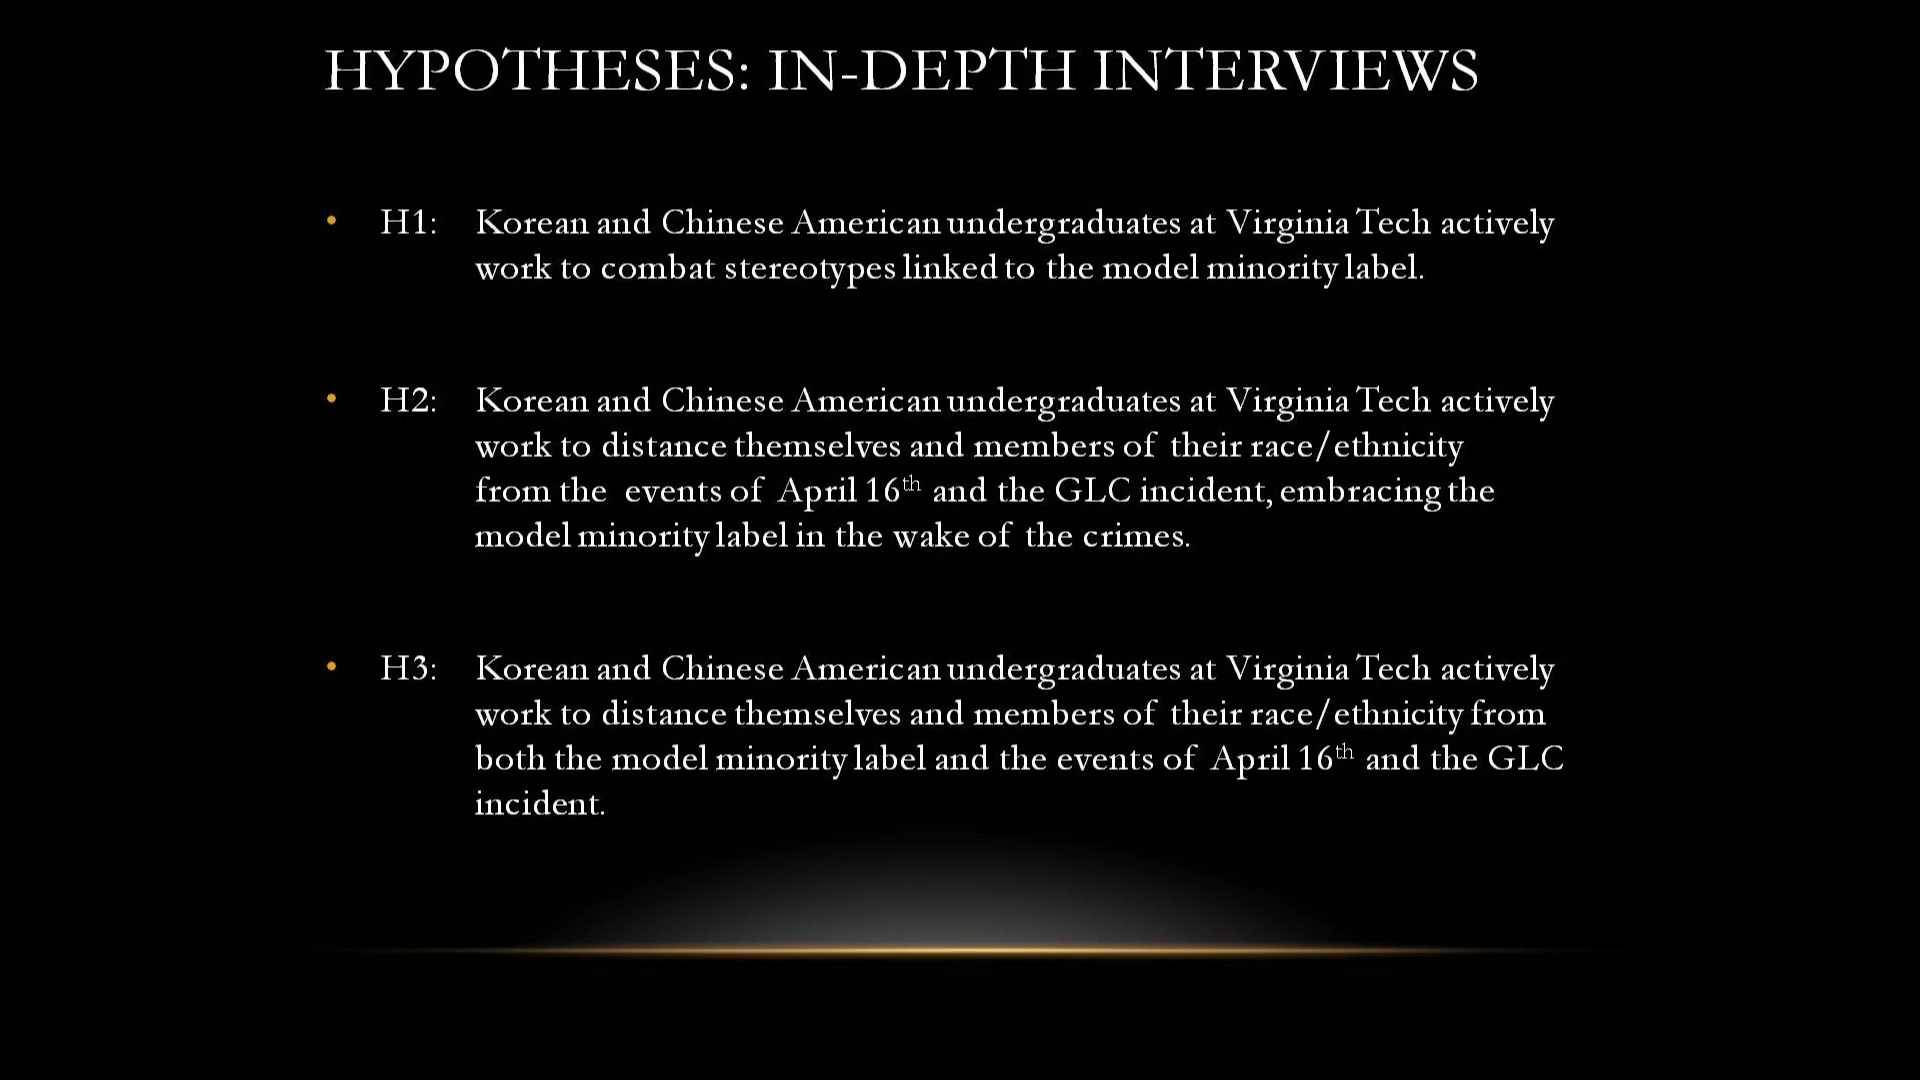 HYPOTHESES: IN-DEPTH INTERVIEWS
• H1: Korean and Chinese American undergraduates at Virginia Tech actively
work to combat stereotypes linked to the model minority label.
• H2: Korean and Chinese American undergraduates at Virginia Tech actively
work to distance themselves and members of their race/ethnicity
from the events of April 16th and the GLC incident, embracing the
model minority label in the wake of the crimes.
• H3: Korean and Chinese American undergraduates at Virginia Tech actively
work to distance themselves and members of their race/ethnicity from
both the model minority label and the events of April 16th and the GLC
incident.